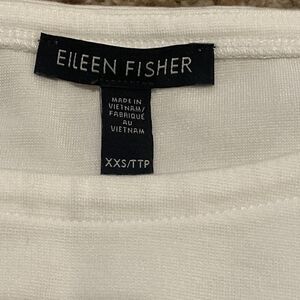 EILEEN FISHER
MADE IN
VIETNAM/
FABRIQUÉ
AU
VIETNAM
XXS/TTP